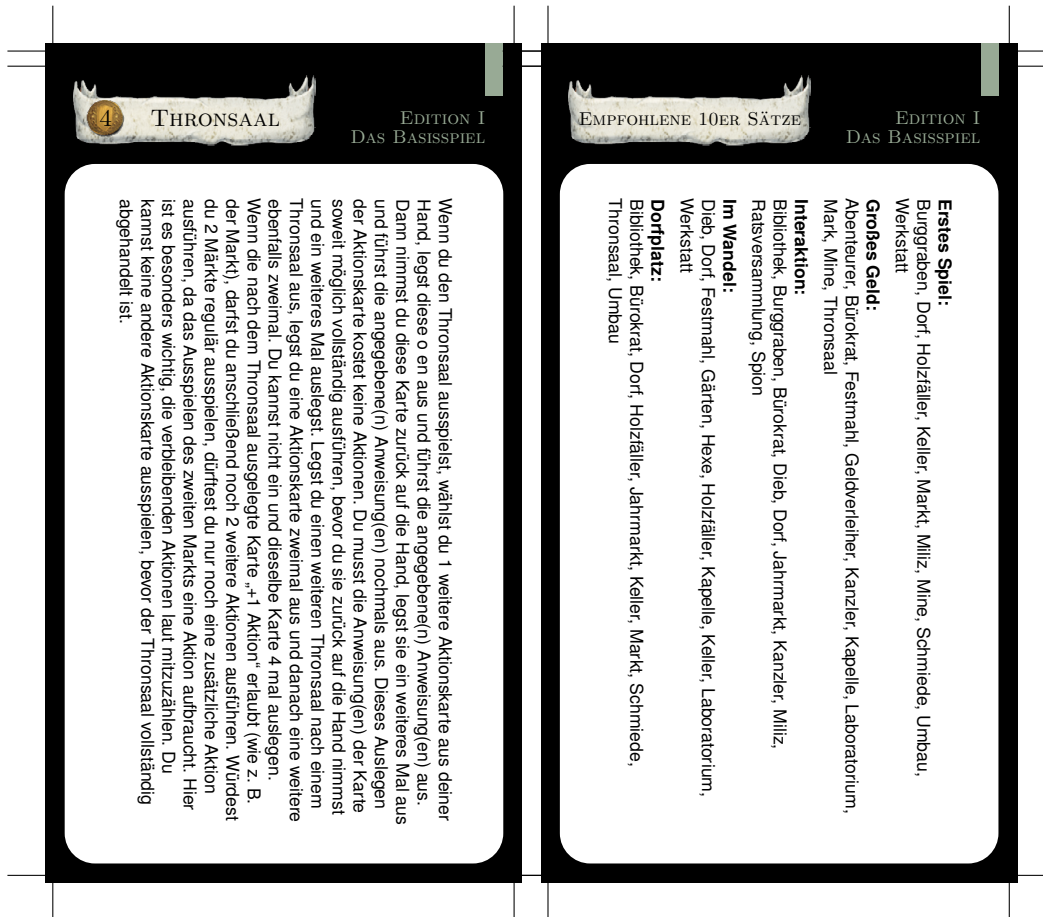 4 Thronsaal
Edition I
Das Basisspiel
Wenn du den Thronsaal ausspielst, wählst du 1 weitere Aktionskarte aus deiner
Hand, legst diese o en aus und führst die angegebene(n) Anweisung(en) aus.
Dann nimmst du diese Karte zurück auf die Hand, legst sie ein weiteres Mal aus
und führst die angegebene(n) Anweisung(en) nochmals aus. Dieses Auslegen
der Aktionskarte kostet keine Aktionen. Du musst die Anweisung(en) der Karte
soweit möglich vollständig ausführen, bevor du sie zurück auf die Hand nimmst
und ein weiteres Mal auslegst. Legst du einen weiteren Thronsaal nach einem
Thronsaal aus, legst du eine Aktionskarte zweimal aus und danach eine weitere
ebenfalls zweimal. Du kannst nicht ein und dieselbe Karte 4 mal auslegen.
Wenn die nach dem Thronsaal ausgelegte Karte „+1 Aktion“ erlaubt (wie z. B.
der Markt), darfst du anschließend noch 2 weitere Aktionen ausführen. Würdest
du 2 Märkte regulär ausspielen, dürftest du nur noch eine zusätzliche Aktion
ausführen, da das Ausspielen des zweiten Markts eine Aktion aufbraucht. Hier
ist es besonders wichtig, die verbleibenden Aktionen laut mitzuzählen. Du
kannst keine andere Aktionskarte ausspielen, bevor der Thronsaal vollständig
abgehandelt ist.
Empfohlene 10er Sätze
Edition I
Das Basisspiel
Erstes Spiel:
Burggraben, Dorf, Holzfäller, Keller, Markt, Miliz, Mine, Schmiede, Umbau,
Werkstatt
Großes Geld:
Abenteurer, Bürokrat, Festmahl, Geldverleiher, Kanzler, Kapelle, Laboratorium,
Mark, Mine, Thronsaal
Interaktion:
Bibliothek, Burggraben, Bürokrat, Dieb, Dorf, Jahrmarkt, Kanzler, Miliz,
Ratsversammlung, Spion
Im Wandel:
Dieb, Dorf, Festmahl, Gärten, Hexe, Holzfäller, Kapelle, Keller, Laboratorium,
Werkstatt
Dorfplatz:
Bibliothek, Bürokrat, Dorf, Holzfäller, Jahrmarkt, Keller, Markt, Schmiede,
Thronsaal, Umbau